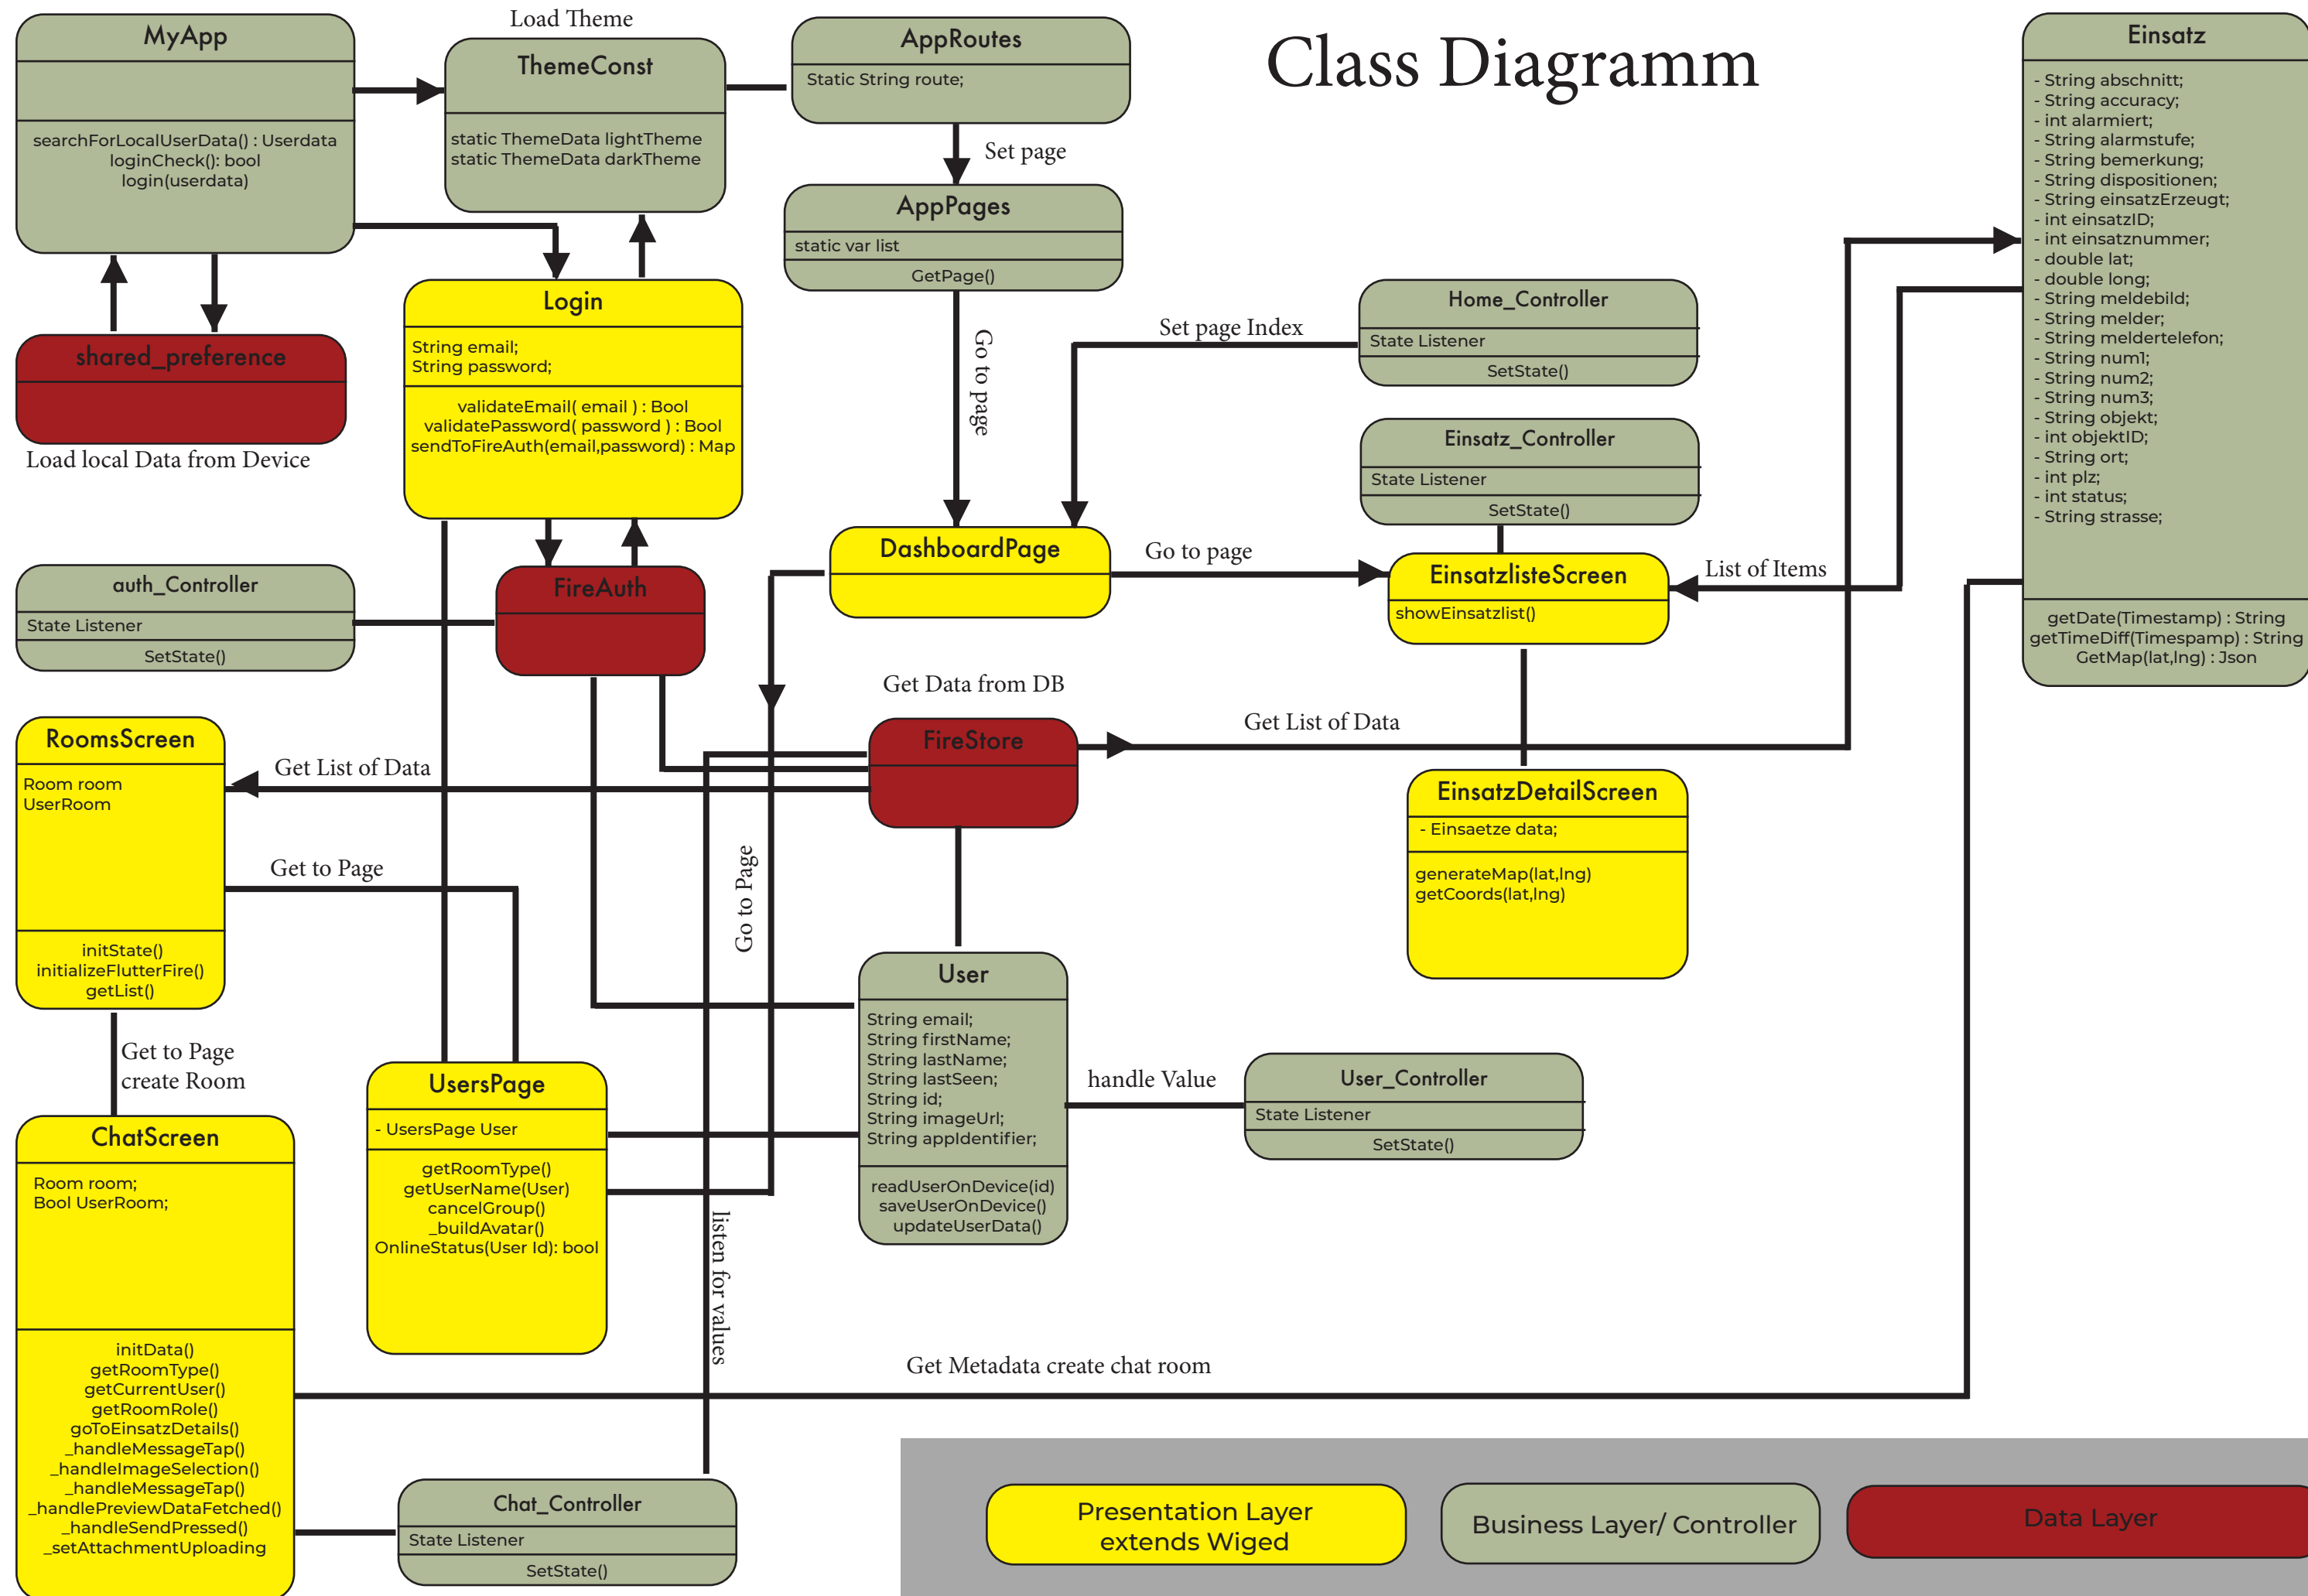 Class Diagramm
MyApp
searchForLocalUserData() : Userdata
loginCheck(): bool
login(userdata)
Load Theme
ThemeConst
static ThemeData lightTheme
static ThemeData darkTheme
AppRoutes
Static String route;
Set page
AppPages
static var list
GetPage()
Go to page
Einsatz
- String abschnitt;
- String accuracy;
- int alarmiert;
- String alarmstufe;
- String bemerkung;
- String dispositionen;
- String einsatzErzeugt;
- int einsatzID;
- int einsatznummer;
- double lat;
- double long;
- String meldebild;
- String melder;
- String meldertelefon;
- String num1;
- String num2;
- String num3;
- String objekt;
- int objektID;
- String ort;
- int plz;
- int status;
- String strasse;
getDate(Timestamp) : String
getTimeDiff(Timespamp) : String
GetMap(lat,lng) : Json
shared_preference
Load local Data from Device
Login
String email;
String password;
validateEmail( email ) : Bool
validatePassword( password ) : Bool
sendToFireAuth(email,password) : Map
Home_Controller
State Listener
SetState()
Set page Index
Einsatz_Controller
State Listener
SetState()
auth_Controller
State Listener
SetState()
FireAuth
DashboardPage
Go to page
EinsatzlisteScreen
showEinsatzlist()
List of Items
Get Data from DB
FireStore
Get List of Data
RoomsScreen
Room room
UserRoom
initState()
initializeFlutterFire()
getList()
Get List of Data
Get to Page
Go to Page
EinsatzDetailScreen
- Einsaetze data;
generateMap(lat,lng)
getCoords(lat,lng)
User
String email;
String firstName;
String lastName;
String lastSeen;
String id;
String imageUrl;
String appIdentifier;
readUserOnDevice(id)
saveUserOnDevice()
updateUserData()
handle Value
User_Controller
State Listener
SetState()
Get to Page
create Room
UsersPage
- UsersPage User
getRoomType()
getUserName(User)
cancelGroup()
_buildAvatar()
OnlineStatus(User Id): bool
listen for values
ChatScreen
Room room;
Bool UserRoom;
initData()
getRoomType()
getCurrentUser()
getRoomRole()
goToEinsatzDetails()
_handleMessageTap()
_handleImageSelection()
_handleMessageTap()
_handlePreviewDataFetched()
_handleSendPressed()
_setAttachmentUploading
Get Metadata create chat room
Chat_Controller
State Listener
SetState()
Presentation Layer
extends Wiged
Business Layer/ Controller
Data Layer